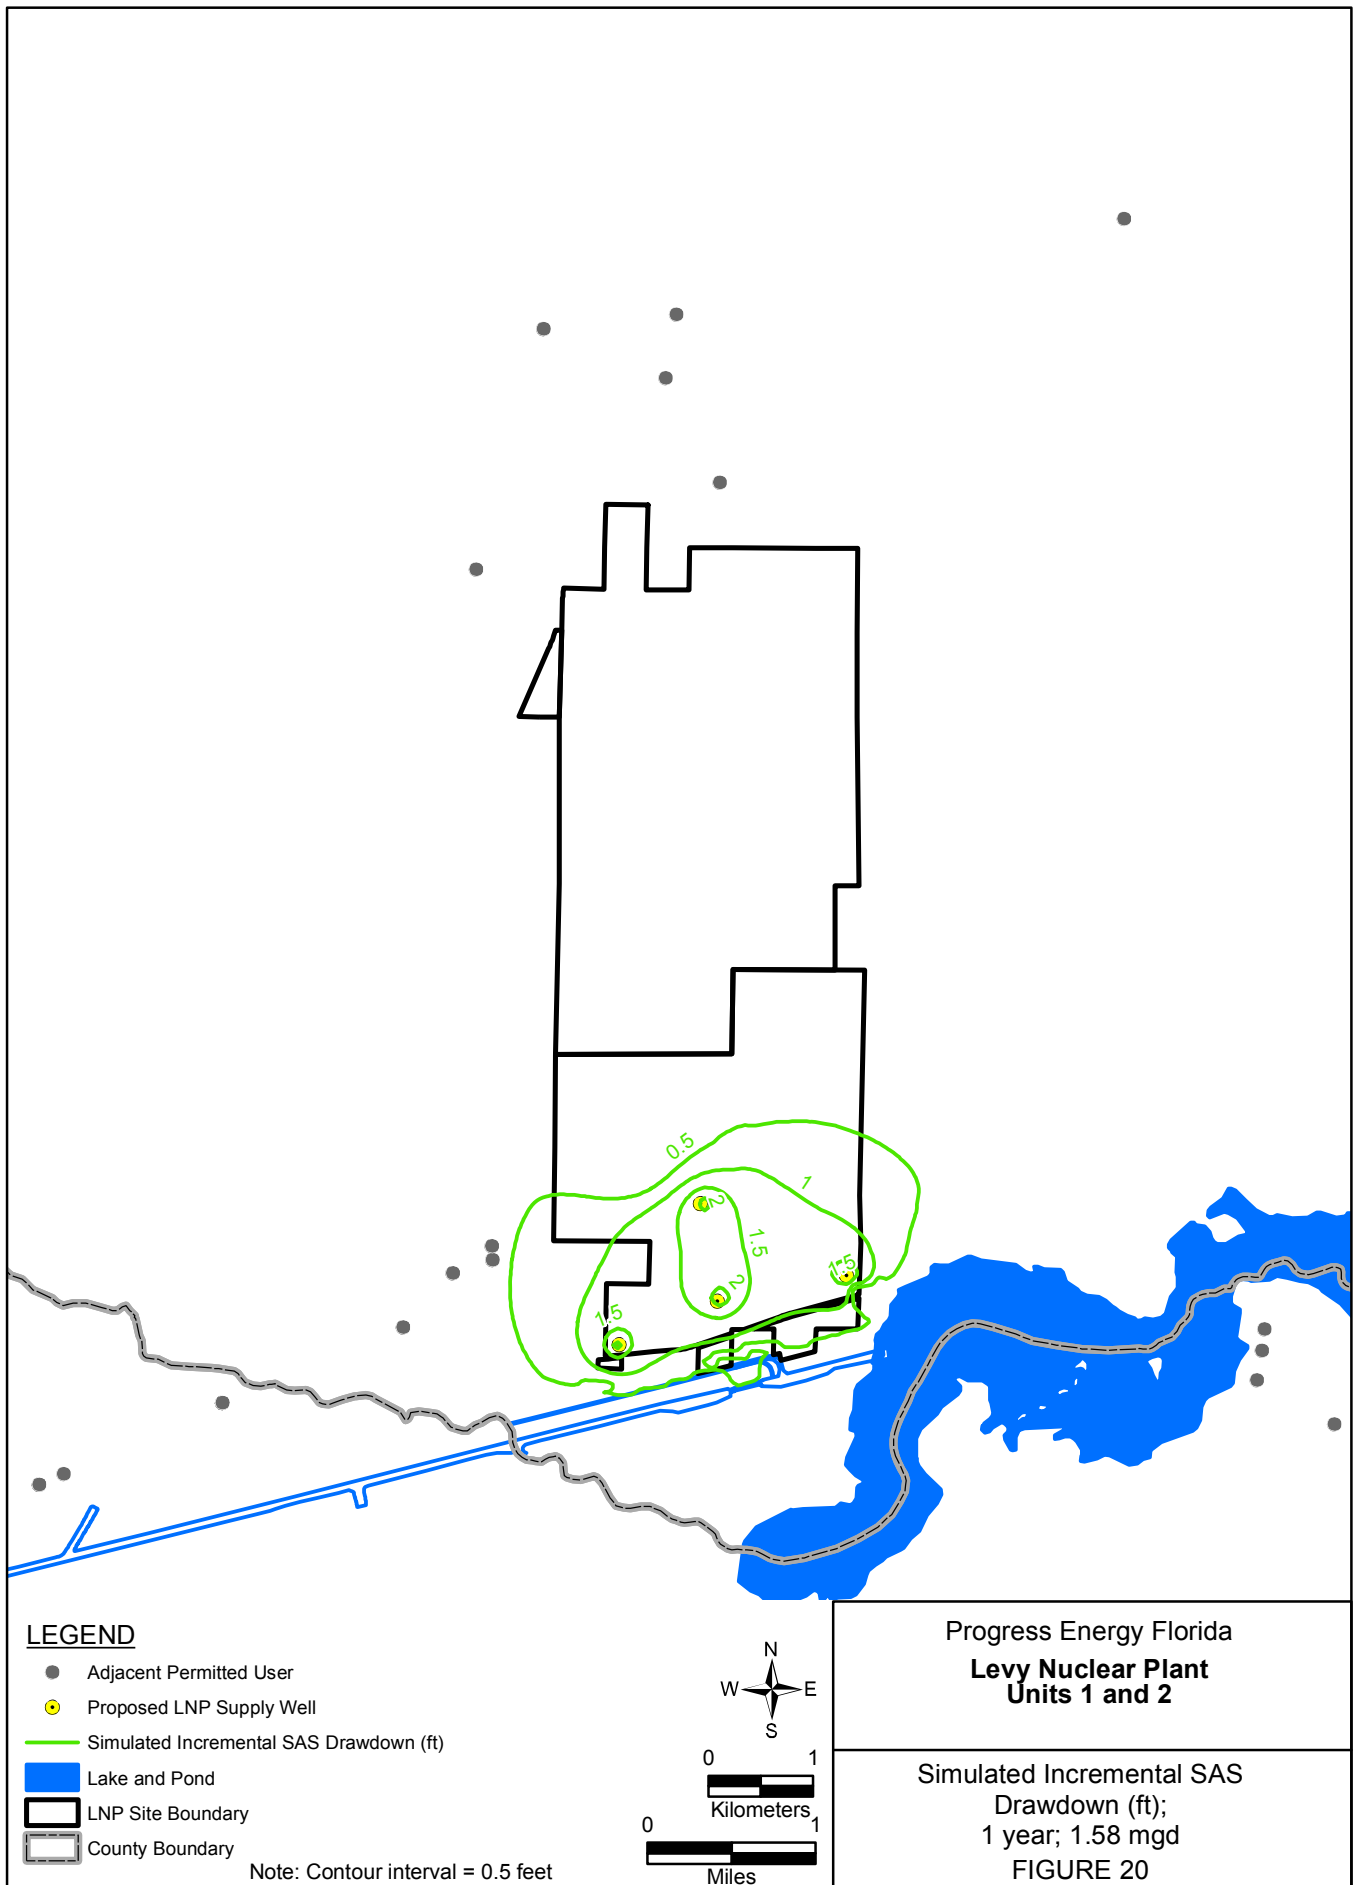 0.5
1
2
1.5
2
1.5
1.5
LEGEND
Adjacent Permitted User
Proposed LNP Supply Well
Simulated Incremental SAS Drawdown (ft)
Lake and Pond
LNP Site Boundary
County Boundary
Note: Contour interval = 0.5 feet
N
W E
S
0 1
Kilometers
0 1
Miles
Progress Energy Florida
Levy Nuclear Plant
Units 1 and 2
Simulated Incremental SAS
Drawdown (ft);
1 year; 1.58 mgd
FIGURE 20